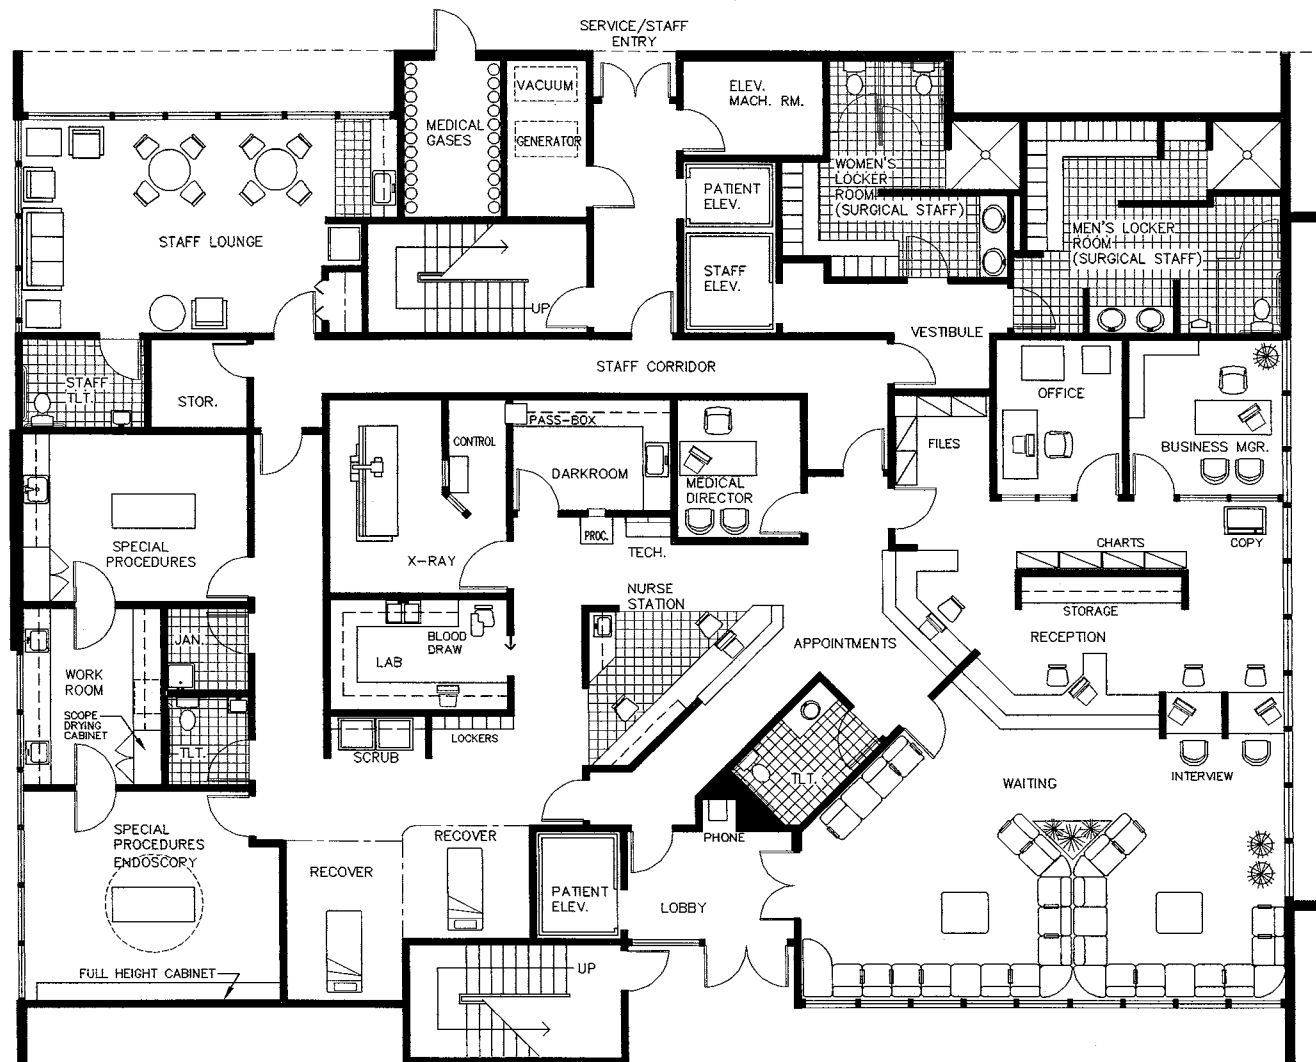 SERVICE/STAFF
ENTRY
VACUUM
GENERATOR
MEDICAL
GASES
ELEV.
MACH. RM.
WOMEN'S
LOCKER
ROOM
(SURGICAL STAFF)
PATIENT
ELEV.
STAFF
ELEV.
MEN'S LOCKER
ROOM
(SURGICAL STAFF)
STAFF LOUNGE
UP
VESTIBULE
STAFF CORRIDOR
STAFF
TLT.
STOR.
OFFICE
BUSINESS MGR.
FILES
PASS-BOX
CONTROL
DARKROOM
MEDICAL
DIRECTOR
X-RAY
PROC.
TECH.
SPECIAL
PROCEDURES
CHARTS
COPY
STORAGE
RECEPTION
NURSE
STATION
APPOINTMENTS
BLOOD
DRAW
LAB
JAN.
WORK
ROOM
SCOPE
DRYING
CABINET
TLT.
SCRUB
LOCKERS
TLT.
INTERVIEW
WAITING
PHONE
SPECIAL
PROCEDURES
ENDOSCOPY
RECOVER
RECOVER
PATIENT
ELEV.
LOBBY
FULL HEIGHT CABINET
UP